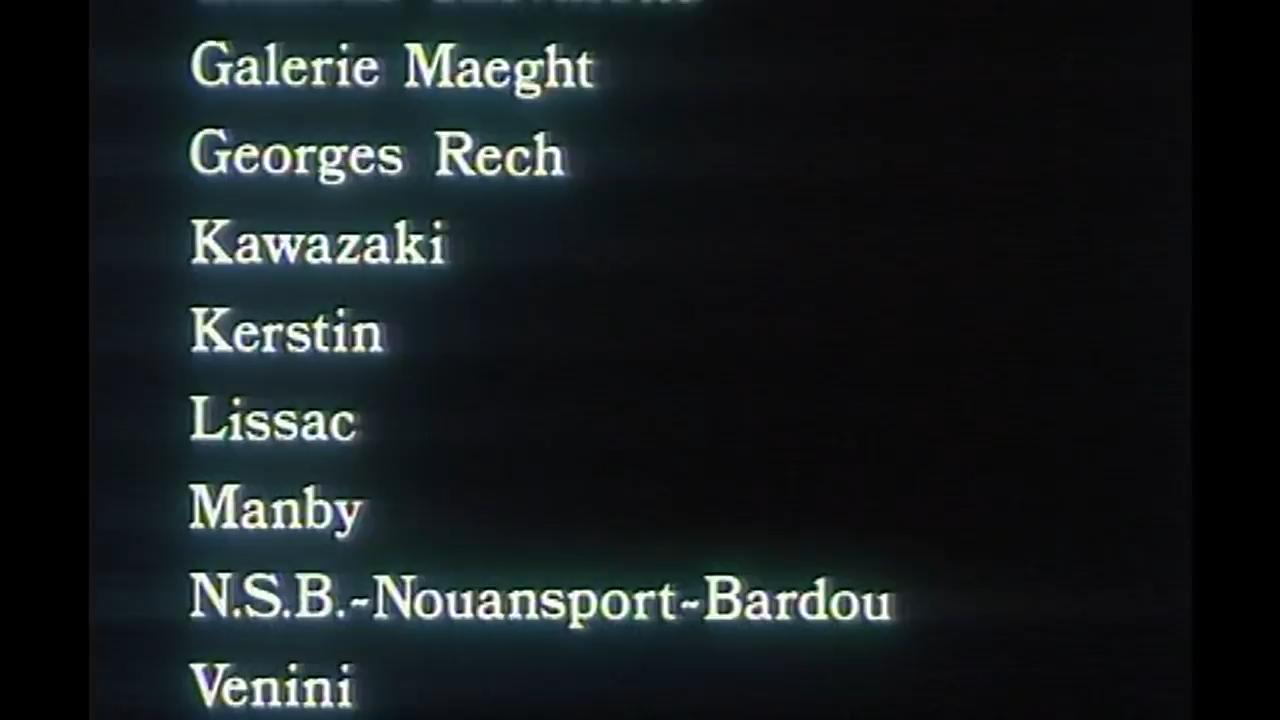 Galerie Maeght
Georges Rech
Kawazaki
Kerstin
Lissac
Manby
N.S.B.-Nouansport-Bardou
Venini